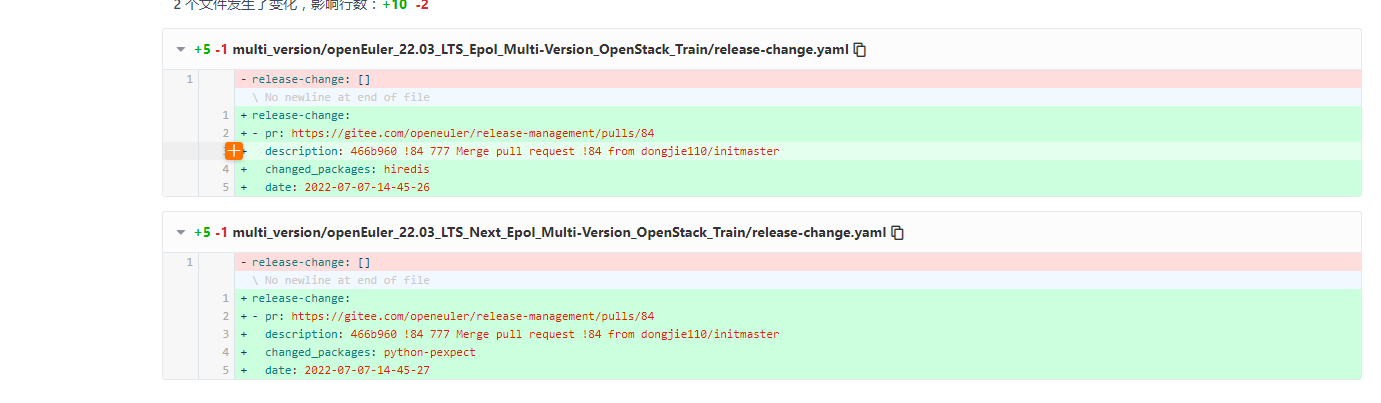 2 个文件发生了变化，影响行数：+10 -2
+5 -1 multi_version/openEuler_22.03_LTS_Epol_Multi-Version_OpenStack_Train/release-change.yaml
1 - release-change: []
\ No newline at end of file
1 + release-change:
2 + - pr: https://gitee.com/openeuler/release-management/pulls/84
+ description: 466b960 !84 777 Merge pull request !84 from dongjie110/initmaster
4 + changed_packages: hiredis
5 + date: 2022-07-07-14-45-26
+5 -1 multi_version/openEuler_22.03_LTS_Next_Epol_Multi-Version_OpenStack_Train/release-change.yaml
1 - release-change: []
\ No newline at end of file
1 + release-change:
2 + - pr: https://gitee.com/openeuler/release-management/pulls/84
3 + description: 466b960 !84 777 Merge pull request !84 from dongjie110/initmaster
4 + changed_packages: python-pexpect
5 + date: 2022-07-07-14-45-27